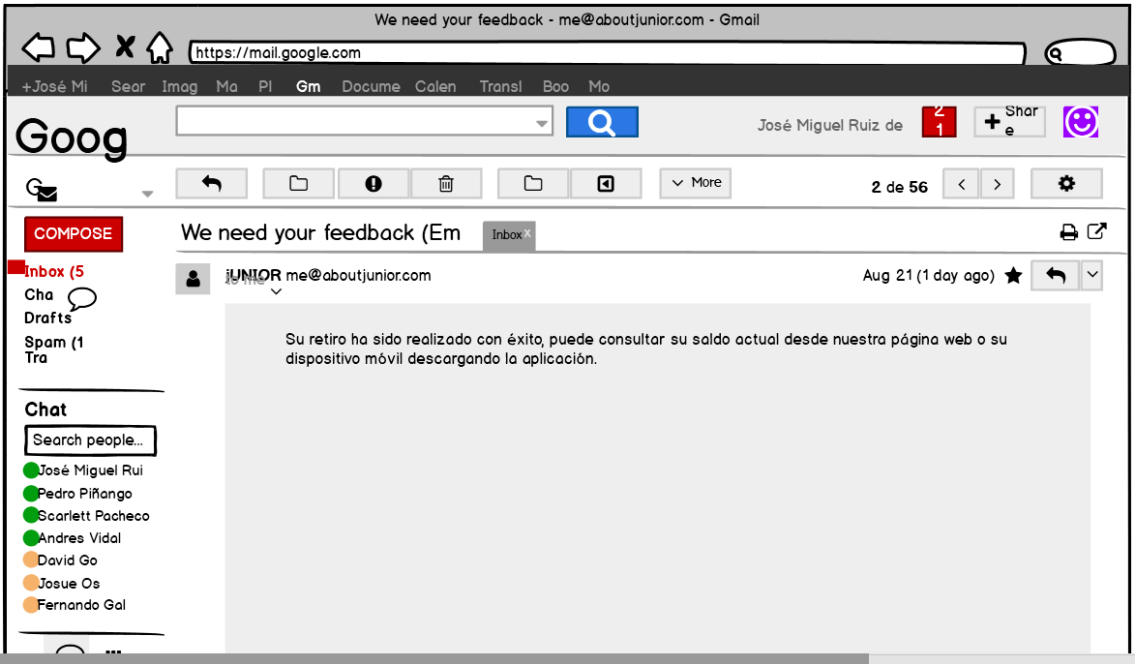 We need your feedback - me@aboutjunior.com - Gmail
https://mail.google.com
+José Mi Sear Imag Ma Pl Gm Docume Calen Transl Boo Mo
Goog
José Miguel Ruiz de
2
1
Shar
e
G
More
2 de 56
COMPOSE
We need your feedback (Em
Inbox x
Inbox (5
Cha
Drafts
Spam (1
Tra
jUNIOR me@aboutjunior.com
to me
Aug 21 (1 day ago)
Su retiro ha sido realizado con éxito, puede consultar su saldo actual desde nuestra página web o su
dispositivo móvil descargando la aplicación.
Chat
Search people...
José Miguel Rui
Pedro Piñango
Scarlett Pacheco
Andres Vidal
David Go
Josue Os
Fernando Gal